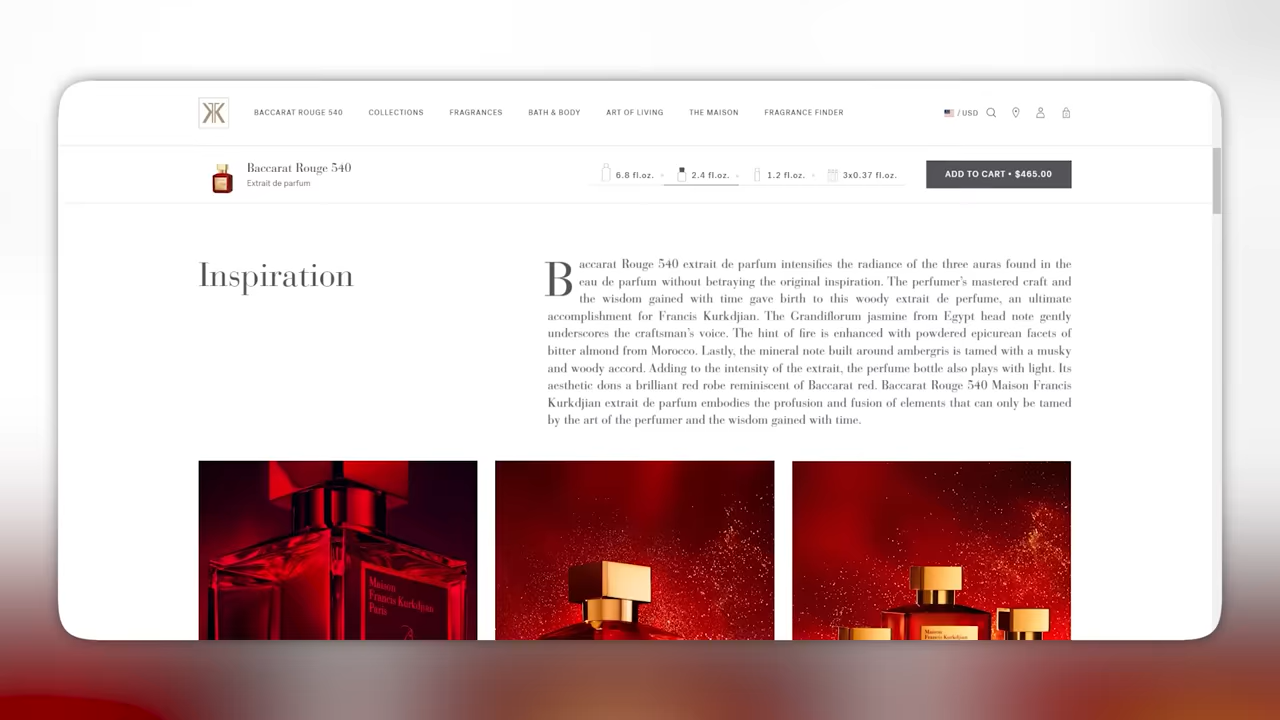 BACCARAT ROUGE 540 COLLECTIONS FRAGRANCES BATH & BODY ART OF LIVING THE MAISON FRAGRANCE FINDER / USD
Baccarat Rouge 540
Extrait de parfum
6.8 fl.oz. 2.4 fl.oz. 1.2 fl.oz. 3x0.37 fl.oz.
ADD TO CART • $465.00
Inspiration
Baccarat Rouge 540 extrait de parfum intensifies the radiance of the three auras found in the
eau de parfum without betraying the original inspiration. The perfumer's mastered craft and
the wisdom gained with time gave birth to this woody extrait de perfume, an ultimate
accomplishment for Francis Kurkdjian. The Grandiflorum jasmine from Egypt head note gently
underscores the craftsman's voice. The hint of fire is enhanced with powdered epicurean facets of
bitter almond from Morocco. Lastly, the mineral note built around ambergris is tamed with a musky
and woody accord. Adding to the intensity of the extrait, the perfume bottle also plays with light. Its
aesthetic dons a brilliant red robe reminiscent of Baccarat red. Baccarat Rouge 540 Maison Francis
Kurkdjian extrait de parfum embodies the profusion and fusion of elements that can only be tamed
by the art of the perfumer and the wisdom gained with time.
Maison
Francis Kurkdjian
Paris
Maison
Francis Kurkdjian